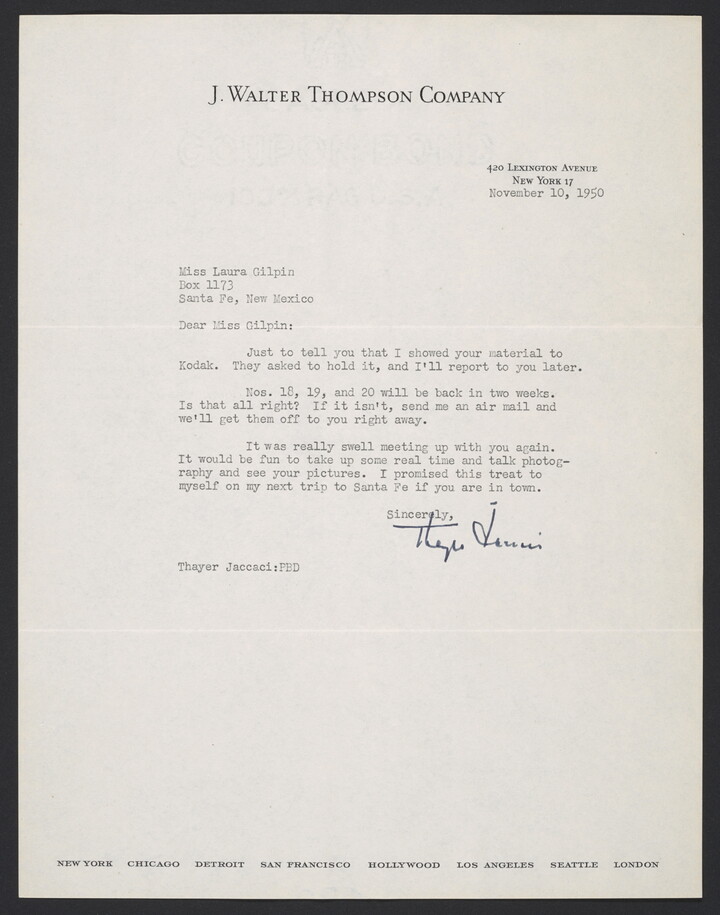 J. Walter Thompson Company
420 Lexington Avenue
New York 17
November 10, 1950
Miss Laura Gilpin
Box 1173
Santa Fe, New Mexico
Dear Miss Gilpin:
Just to tell you that I showed your material to
Kodak. They asked to hold it, and I'll report to you later.
Nos. 18, 19, and 20 will be back in two weeks.
Is that all right? If it isn't, send me an air mail and
we'll get them off to you right away.
It was really swell meeting up with you again.
It would be fun to take up some real time and talk photog-
raphy and see your pictures. I promised this treat to
myself on my next trip to Santa Fe if you are in town.
Sincerely,
Thayer Jaccaci
Thayer Jaccaci:PBD
NEW YORK CHICAGO DETROIT SAN FRANCISCO HOLLYWOOD LOS ANGELES SEATTLE LONDON